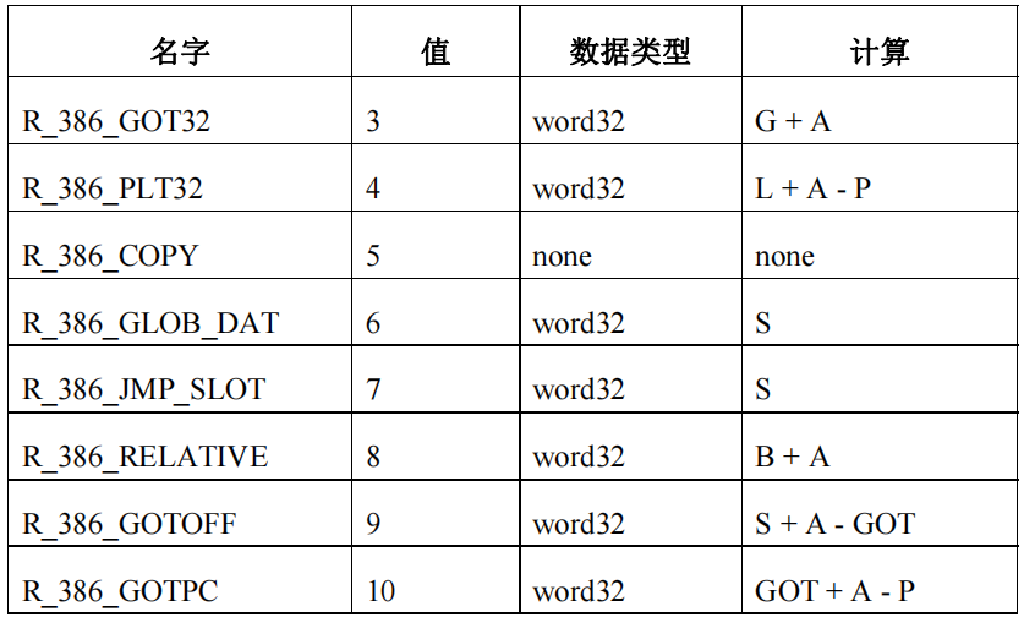 名字 值 数据类型 计算
R_386_GOT32 3 word32 G + A
R_386_PLT32 4 word32 L + A - P
R_386_COPY 5 none none
R_386_GLOB_DAT 6 word32 S
R_386_JMP_SLOT 7 word32 S
R_386_RELATIVE 8 word32 B + A
R_386_GOTOFF 9 word32 S + A - GOT
R_386_GOTPC 10 word32 GOT + A - P